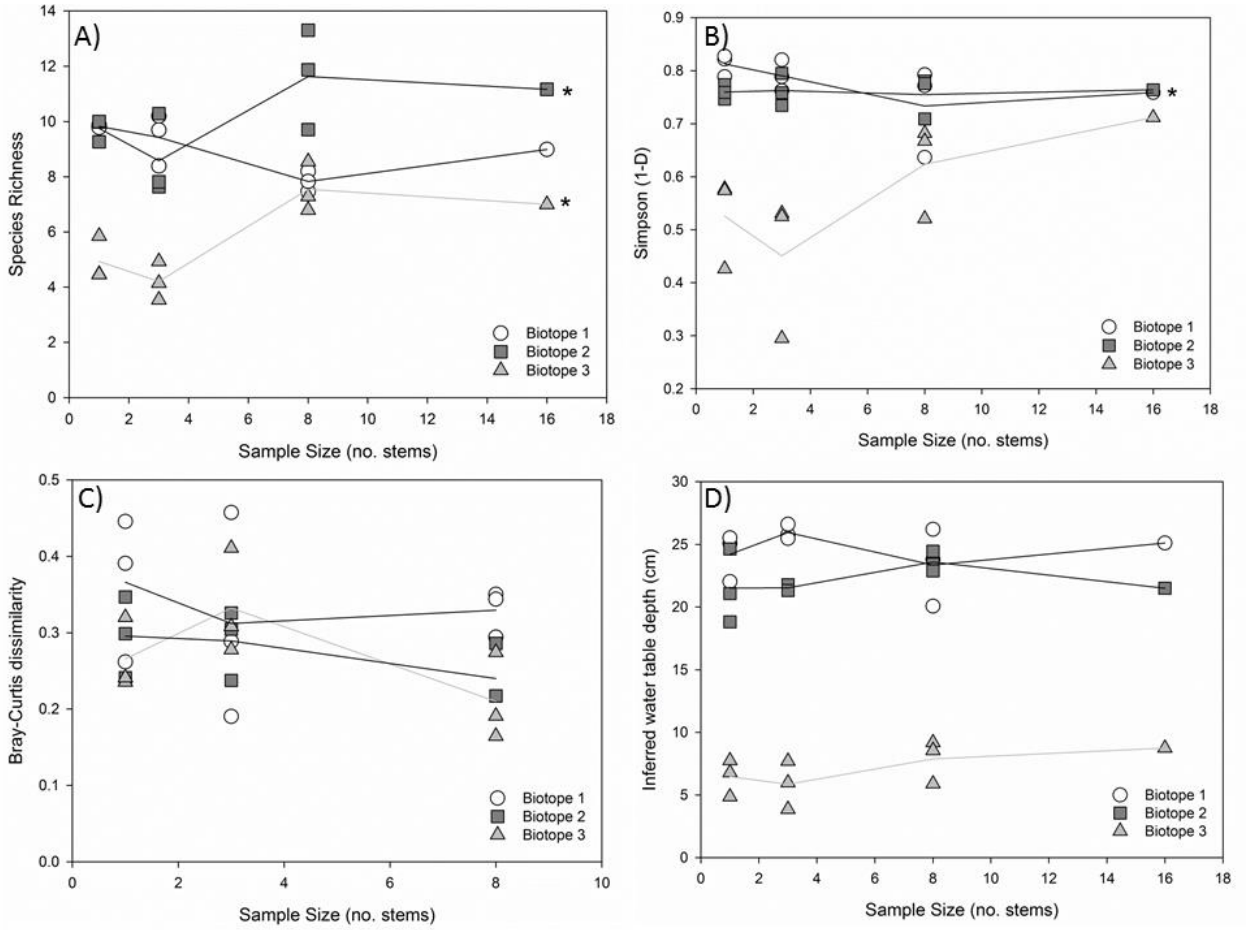 A)
Species Richness
14
12
10
8
6
4
2
0
*
*
Biotope 1
Biotope 2
Biotope 3
0 2 4 6 8 10 12 14 16 18
Sample Size (no. stems)
B)
Simpson (1-D)
0.9
0.8
0.7
0.6
0.5
0.4
0.3
0.2
*
Biotope 1
Biotope 2
Biotope 3
0 2 4 6 8 10 12 14 16 18
Sample Size (no. stems)
C)
Bray-Curtis dissimilarity
0.5
0.4
0.3
0.2
0.1
0.0
Biotope 1
Biotope 2
Biotope 3
0 2 4 6 8 10
Sample Size (no. stems)
D)
Inferred water table depth (cm)
30
25
20
15
10
5
0
Biotope 1
Biotope 2
Biotope 3
0 2 4 6 8 10 12 14 16 18
Sample Size (no. stems)